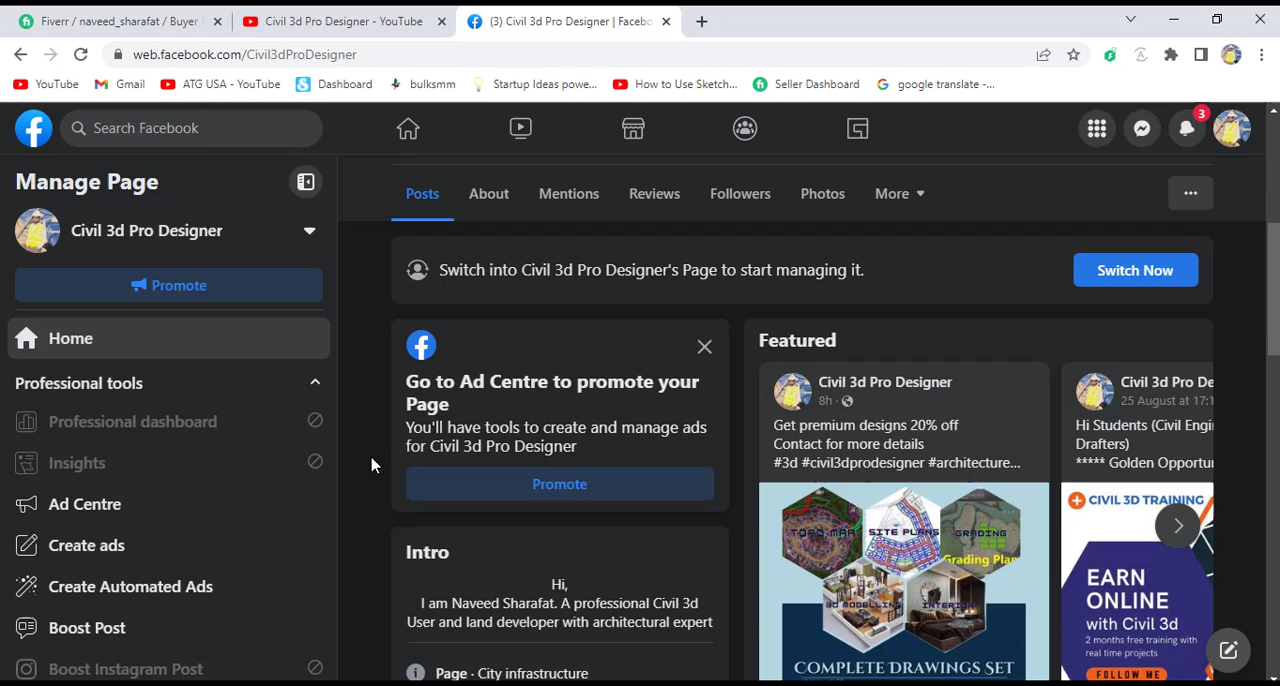 Fiverr / naveed_sharafat / Buyer
Civil 3d Pro Designer - YouTube
(3) Civil 3d Pro Designer | Facebo
web.facebook.com/Civil3dProDesigner
YouTube
Gmail
ATG USA - YouTube
Dashboard
bulksmm
Startup Ideas powe...
How to Use Sketch...
Seller Dashboard
google translate -...
Search Facebook
3
Manage Page
Civil 3d Pro Designer
Promote
Home
Professional tools
Professional dashboard
Insights
Ad Centre
Create ads
Create Automated Ads
Boost Post
Boost Instagram Post
Posts
About
Mentions
Reviews
Followers
Photos
More
Switch into Civil 3d Pro Designer's Page to start managing it.
Switch Now
Go to Ad Centre to promote your
Page
You'll have tools to create and manage ads
for Civil 3d Pro Designer
Promote
Intro
Hi,
I am Naveed Sharafat. A professional Civil 3d
User and land developer with architectural expert
Page · City infrastructure
Featured
Civil 3d Pro Designer
8h ·
Get premium designs 20% off
Contact for more details
#3d #civil3dprodesigner #architecture...
TOPO MAP
SITE PLANS
GRADING
Grading Plan
3D MODELLING
INTERIOR
COMPLETE DRAWINGS SET
Civil 3d Pro De
25 August at 17:1
Hi Students (Civil Engi
Drafters)
***** Golden Opportu
CIVIL 3D TRAINING
EARN
ONLINE
with Civil 3d
2 months free training with
real time projects
FOLLOW ME